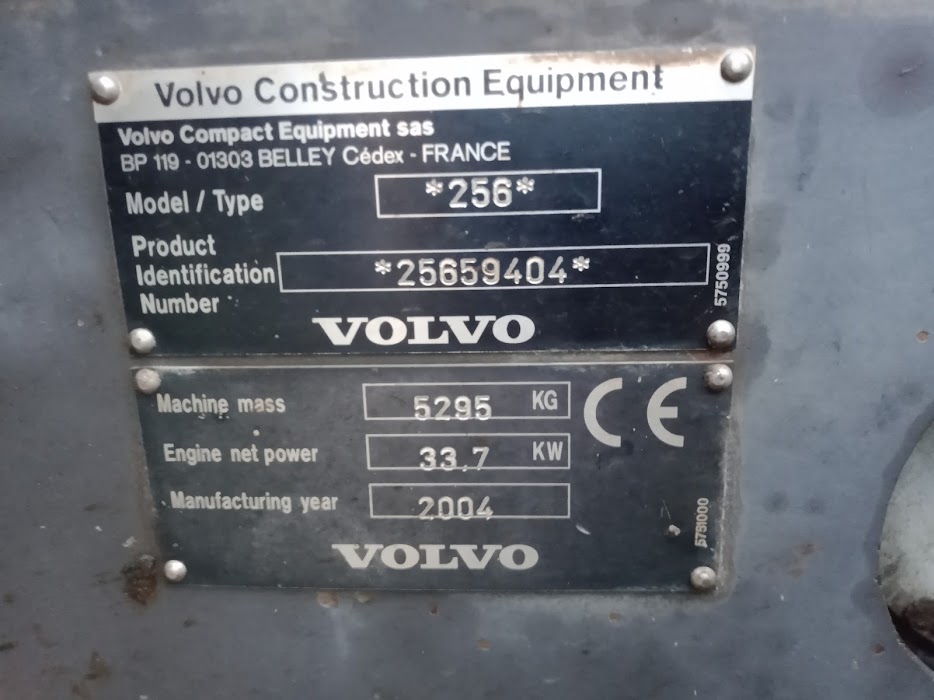 Volvo Construction Equipment
Volvo Compact Equipment sas
BP 119 - 01303 BELLEY Cédex - FRANCE
Model / Type *256*
Product
Identification *25659404*
Number
5750999
VOLVO
Machine mass 5295 KG
CE
Engine net power 33,7 KW
Manufacturing year 2004
5751000
VOLVO